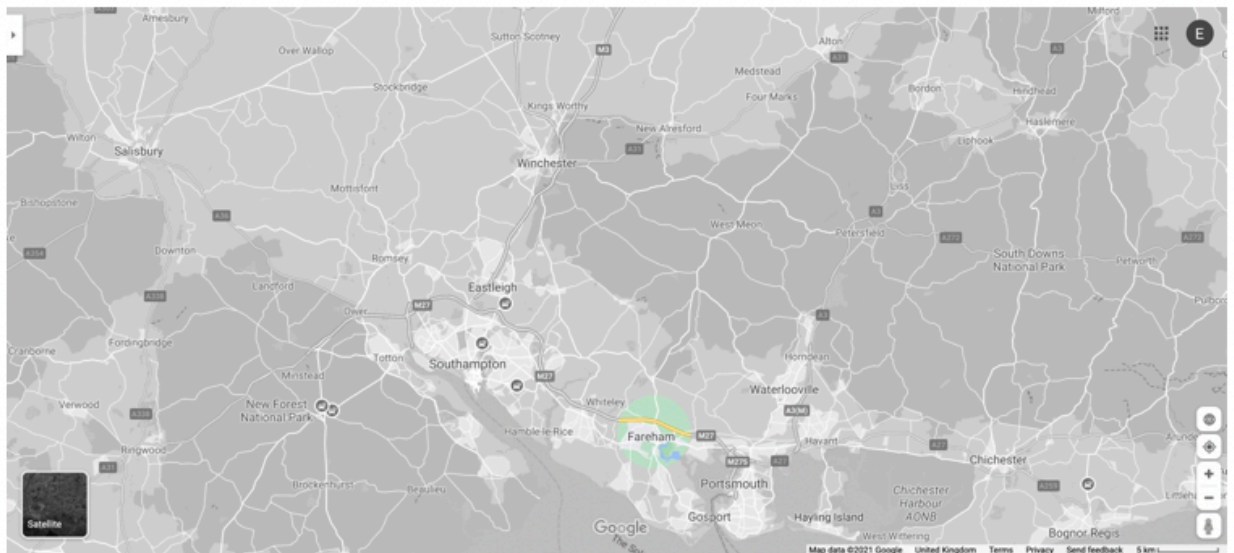 Amesbury
Milford
Sutton Scotney
Over Wallop
M3
Alton
A3
E
A31
Medstead
Stockbridge
Four Marks
Bordon
Hindhead
Kings Worthy
Haslemere
New Alresford
Wilton
Salisbury
A31
Liphook
Winchester
Mottisfont
Liss
Bishopstone
A36
A3
West Meon
Petersfield
A272
A272
A354
Downton
Romsey
South Downs
National Park
Petworth
Landford
Eastleigh
A338
M27
Ower
A3
Fordingbridge
Cranborne
Totton
Southampton
Horndean
Minstead
M27
Waterlooville
New Forest
National Park
Verwood
A338
Whiteley
A3(M)
Hamble-le-Rice
Fareham
M27
Havant
A27
Ringwood
A31
M275
A27
Chichester
Portsmouth
Brockenhurst
Beaulieu
Chichester
Harbour
AONB
A259
Gosport
Hayling Island
Satellite
Google
West Wittering
Bognor Regis
Map data ©2021 Google United Kingdom Terms Privacy Send feedback 5 km